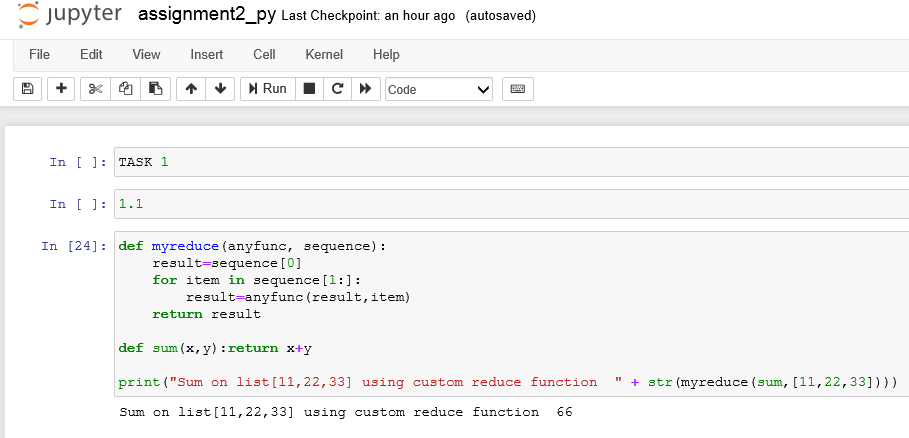 jupyter assignment2_py Last Checkpoint: an hour ago (autosaved)
File Edit View Insert Cell Kernel Help
Run Code
In [ ]: TASK 1
In [ ]: 1.1
In [24]: def myreduce(anyfunc, sequence):
    result=sequence[0]
    for item in sequence[1:]:
        result=anyfunc(result,item)
    return result
def sum(x,y):return x+y
print("Sum on list[11,22,33] using custom reduce function  " + str(myreduce(sum,[11,22,33])))
Sum on list[11,22,33] using custom reduce function  66